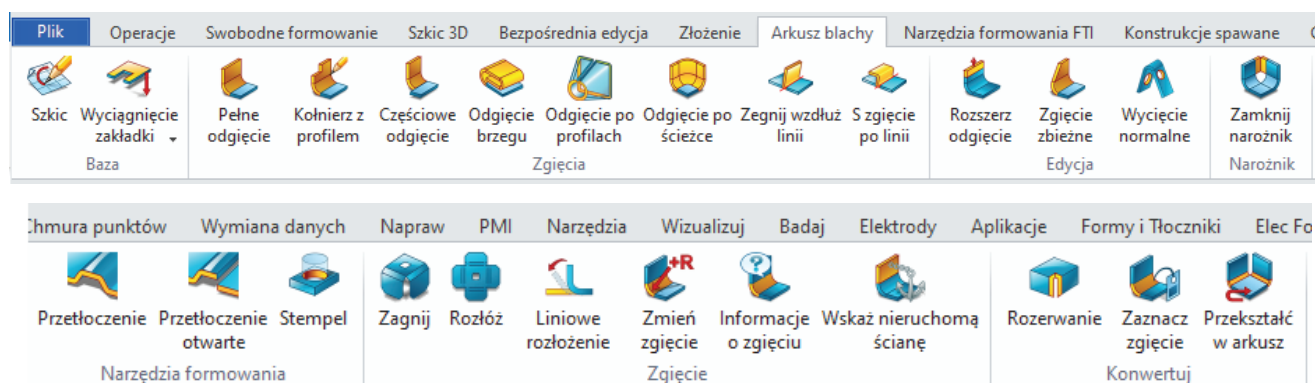 Plik Operacje Swobodne formowanie Szkic 3D Bezpośrednia edycja Złożenie Arkusz blachy Narzędzia formowania FTI Konstrukcje spawane
Szkic Wyciągnięcie Pełne Kołnierz z Częściowe Odgięcie Odgięcie po Odgięcie po Zegnij wzdłuż S zgięcie Rozszerz Zgięcie Wycięcie Zamknij
zakładki odgięcie profilem odgięcie brzegu profilach ścieżce linii po linii odgięcie zbieżne normalne narożnik
Baza Zgięcia Edycja Narożnik
Chmura punktów Wymiana danych Napraw PMI Narzędzia Wizualizuj Badaj Elektrody Aplikacje Formy i Tłoczniki Elec Fo
+R
Przetłoczenie Przetłoczenie Stempel Zagnij Rozłóż Liniowe Zmień Informacje Wskaż nieruchomą Rozerwanie Zaznacz Przekształć
otwarte rozłożenie zgięcie o zgięciu ścianę zgięcie w arkusz
Narzędzia formowania Zgięcie Konwertuj